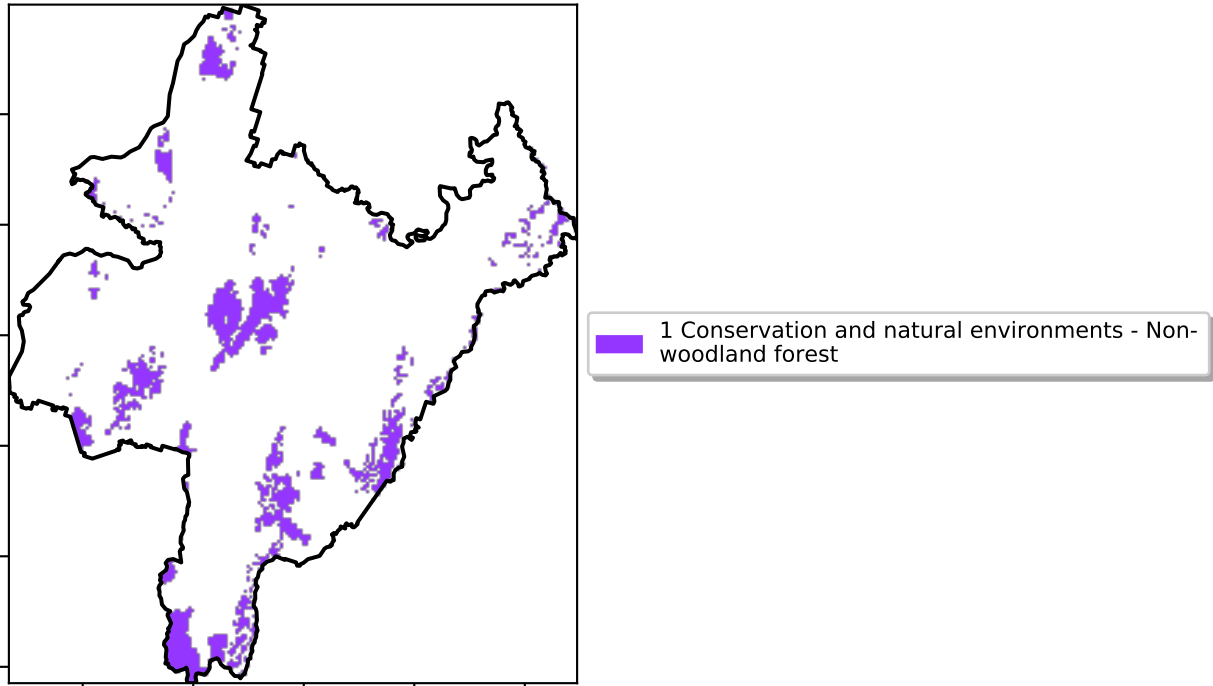 1 Conservation and natural environments - Non-
woodland forest